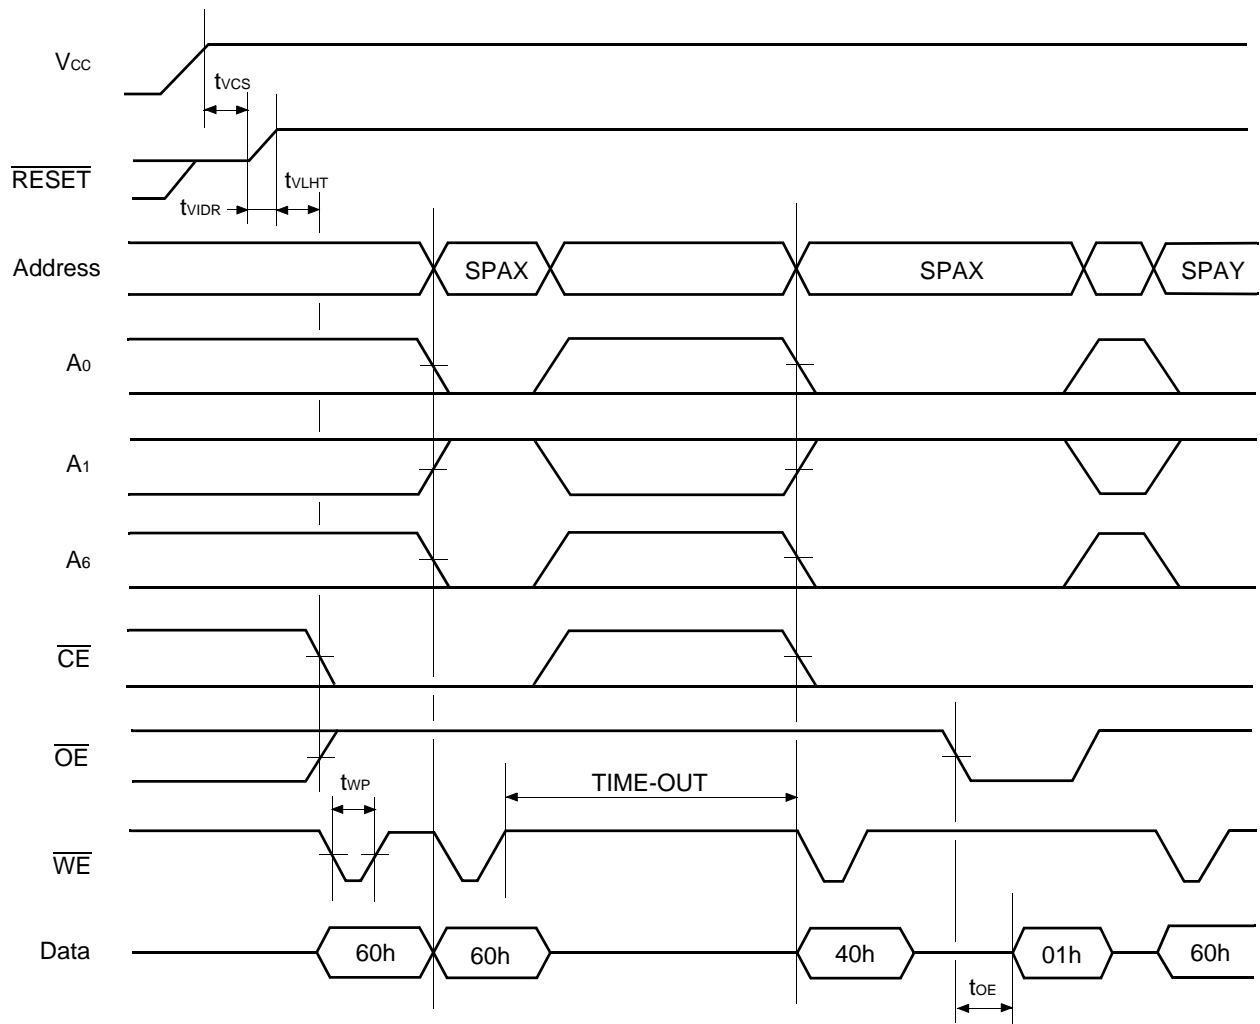 VCC
tVCS
RESET
tVLHT
tVIDR
Address SPAX SPAX SPAY
A0
A1
A6
CE
OE
tWP TIME-OUT
WE
Data 60h 60h 40h 01h 60h
tOE